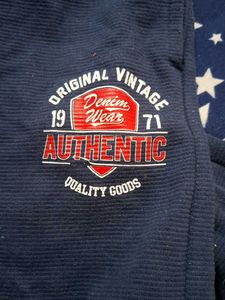 ORIGINAL VINTAGE
Denim
Wear
19 71
AUTHENTIC
QUALITY GOODS